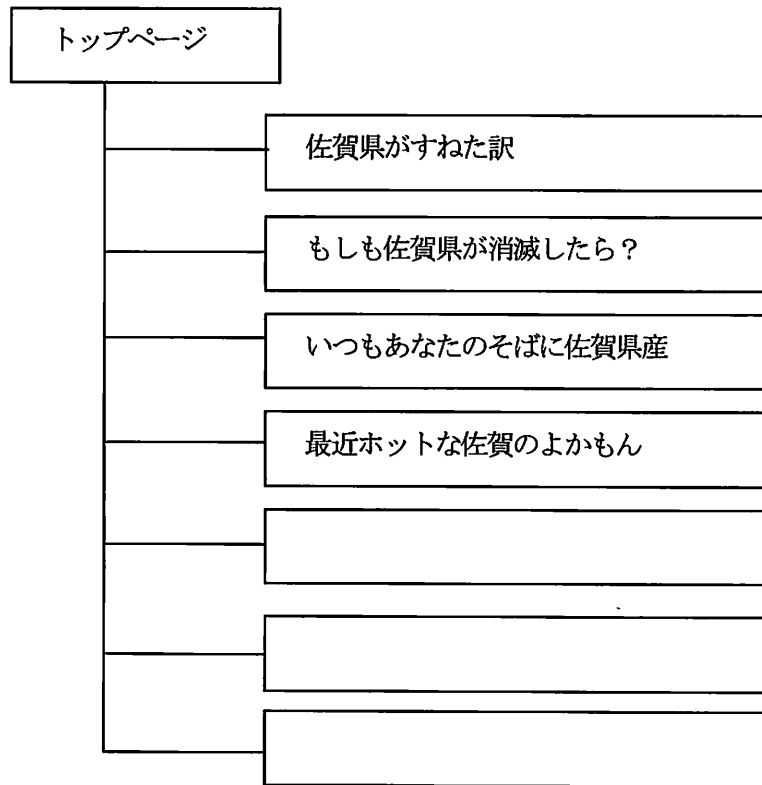 トップページ
佐賀県がすねた訳
もしも佐賀県が消滅したら？
いつもあなたのそばに佐賀県産
最近ホットな佐賀のよかもん